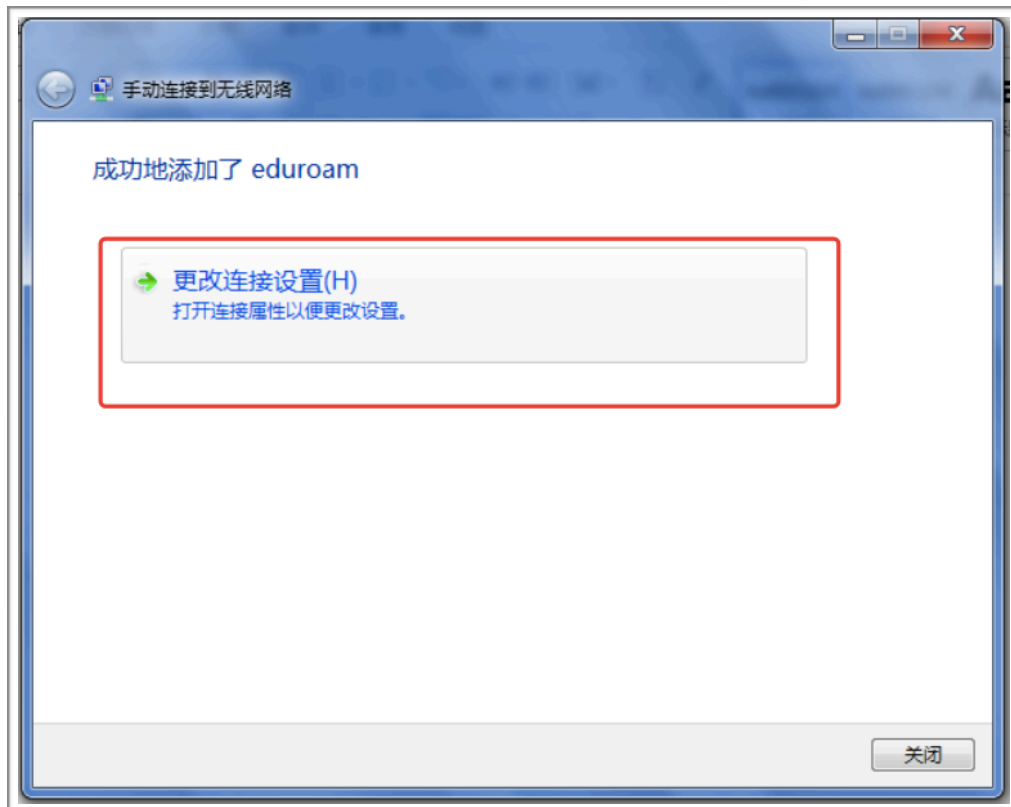 手动连接到无线网络
成功地添加了 eduroam
更改连接设置(H)
打开连接属性以便更改设置。
关闭